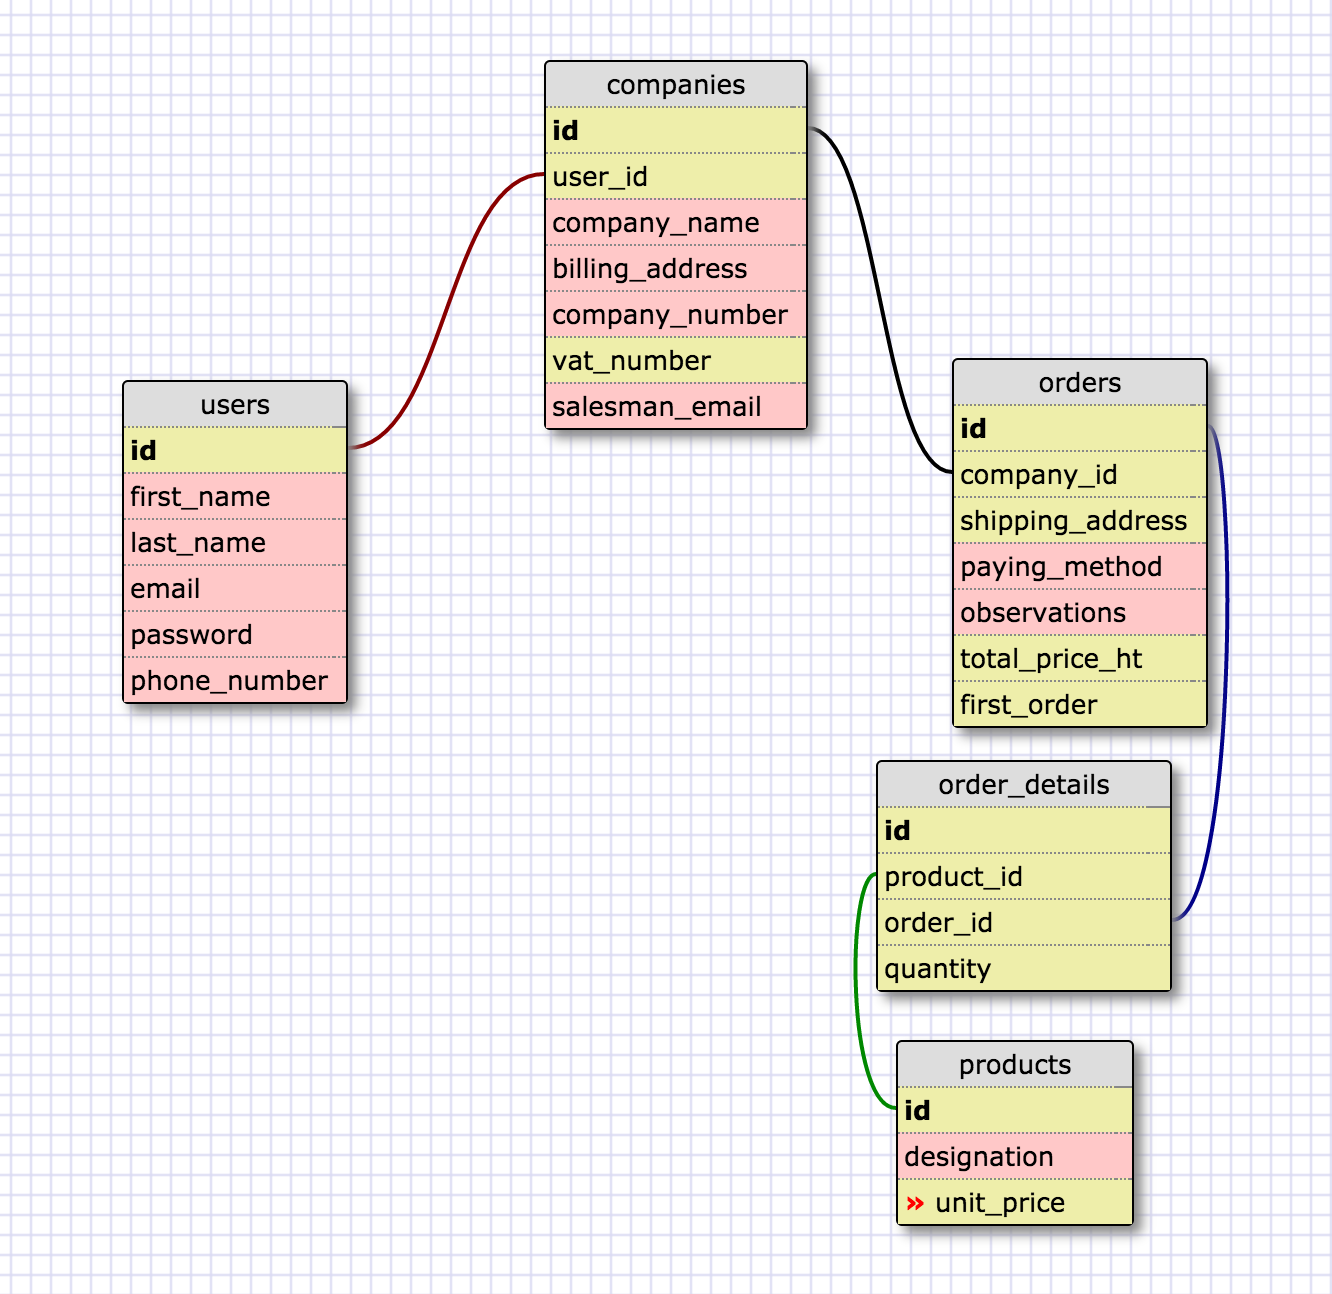 companies
id
user_id
company_name
billing_address
company_number
vat_number
salesman_email
users
id
first_name
last_name
email
password
phone_number
orders
id
company_id
shipping_address
paying_method
observations
total_price_ht
first_order
order_details
id
product_id
order_id
quantity
products
id
designation
» unit_price